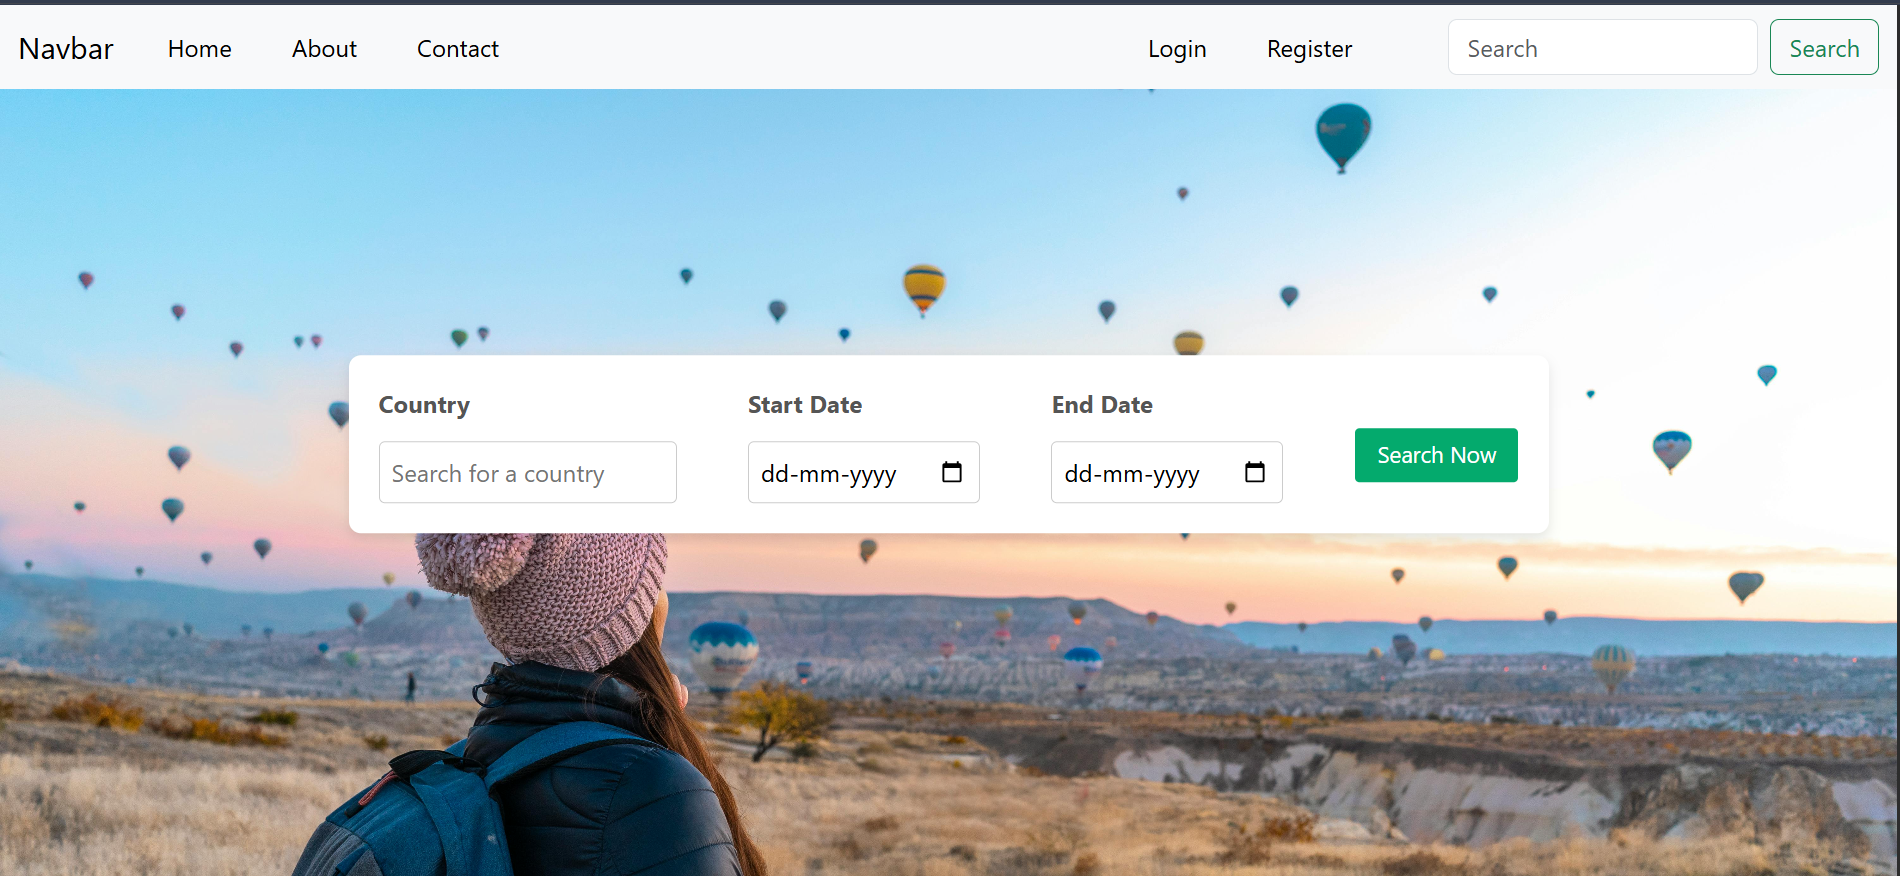 Navbar Home About Contact Login Register Search Search
Country Start Date End Date
Search for a country dd-mm-yyyy dd-mm-yyyy Search Now